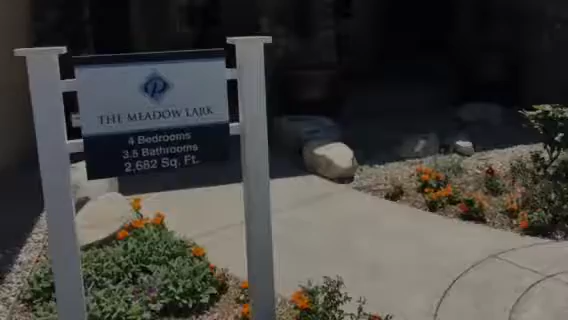 P
THE MEADOW LARK
4 Bedrooms
3.5 Bathrooms
2,682 Sq. Ft.